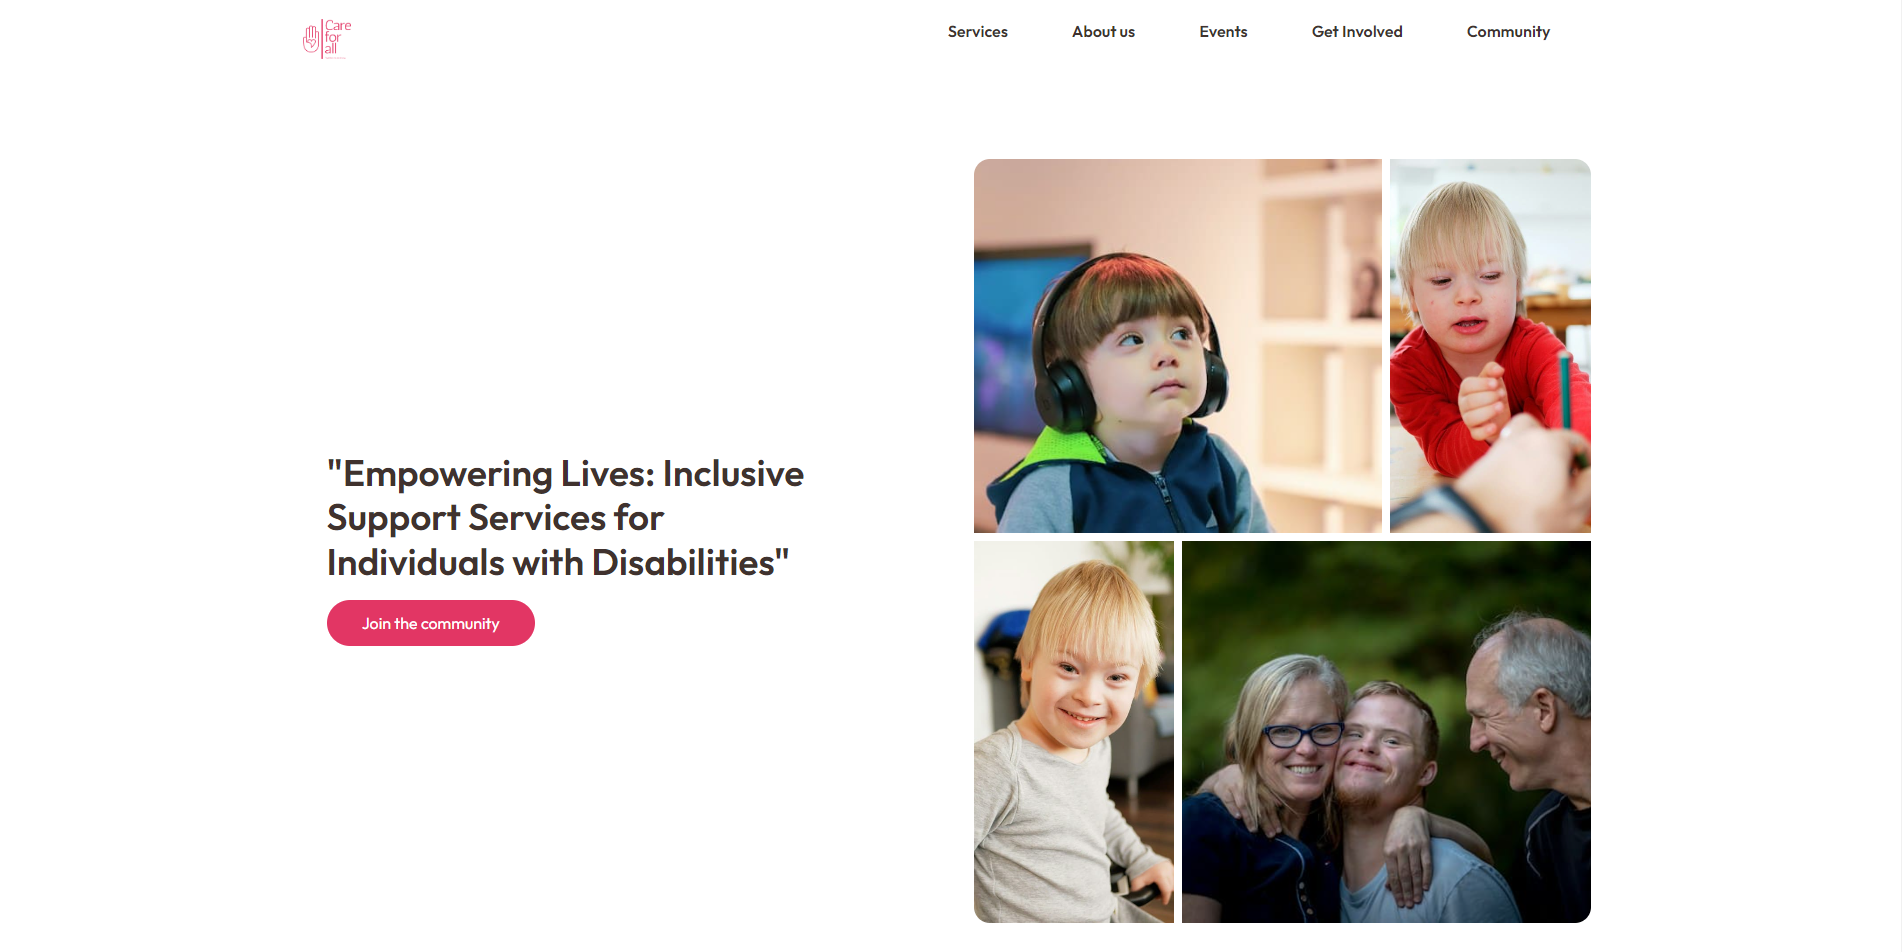 Care
for
all
Services
About us
Events
Get Involved
Community
"Empowering Lives: Inclusive
Support Services for
Individuals with Disabilities"
Join the community